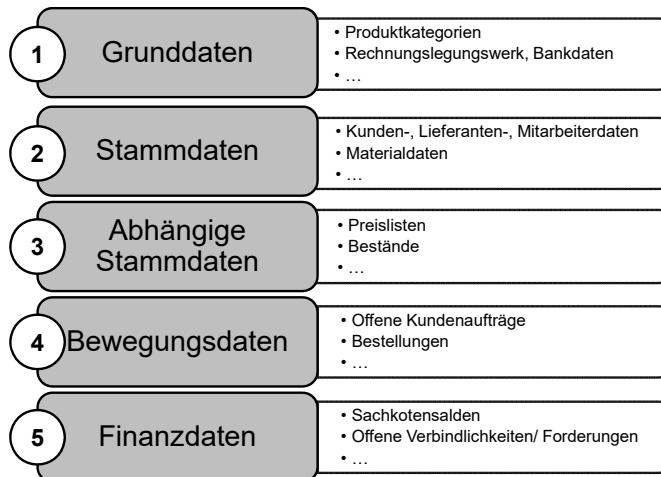 1
Grunddaten
• Produktkategorien
• Rechnungslegungswerk, Bankdaten
• …
2
Stammdaten
• Kunden-, Lieferanten-, Mitarbeiterdaten
• Materialdaten
• …
3
Abhängige
Stammdaten
• Preislisten
• Bestände
• …
4
Bewegungsdaten
• Offene Kundenaufträge
• Bestellungen
• …
5
Finanzdaten
• Sachkotensalden
• Offene Verbindlichkeiten/ Forderungen
• …